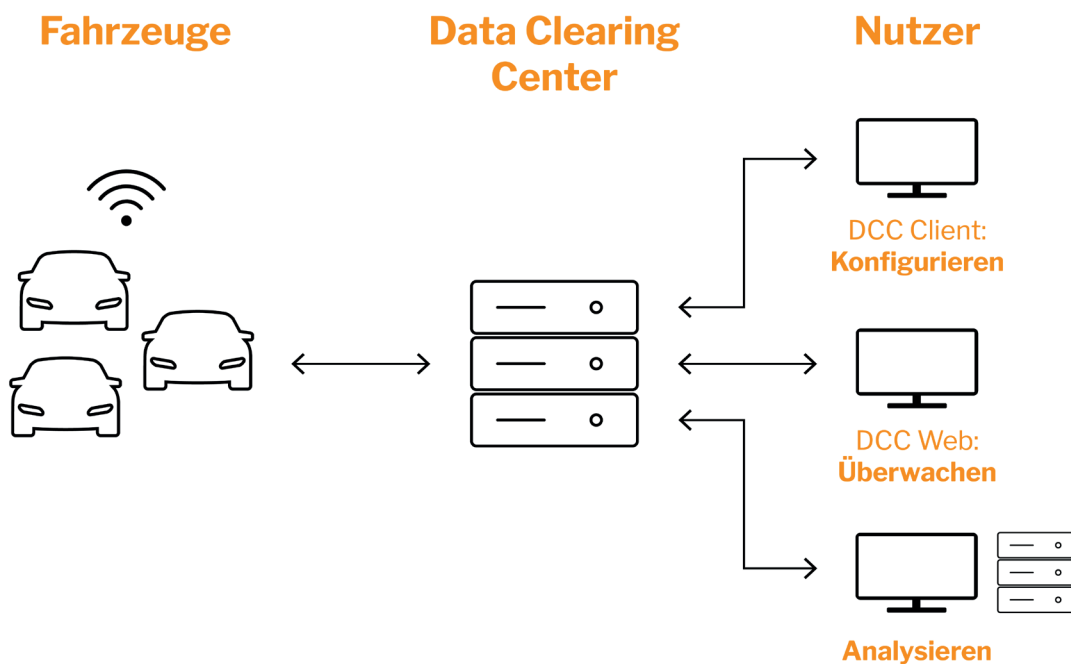 Fahrzeuge
Data Clearing
Center
Nutzer
DCC Client:
Konfigurieren
DCC Web:
Überwachen
Analysieren